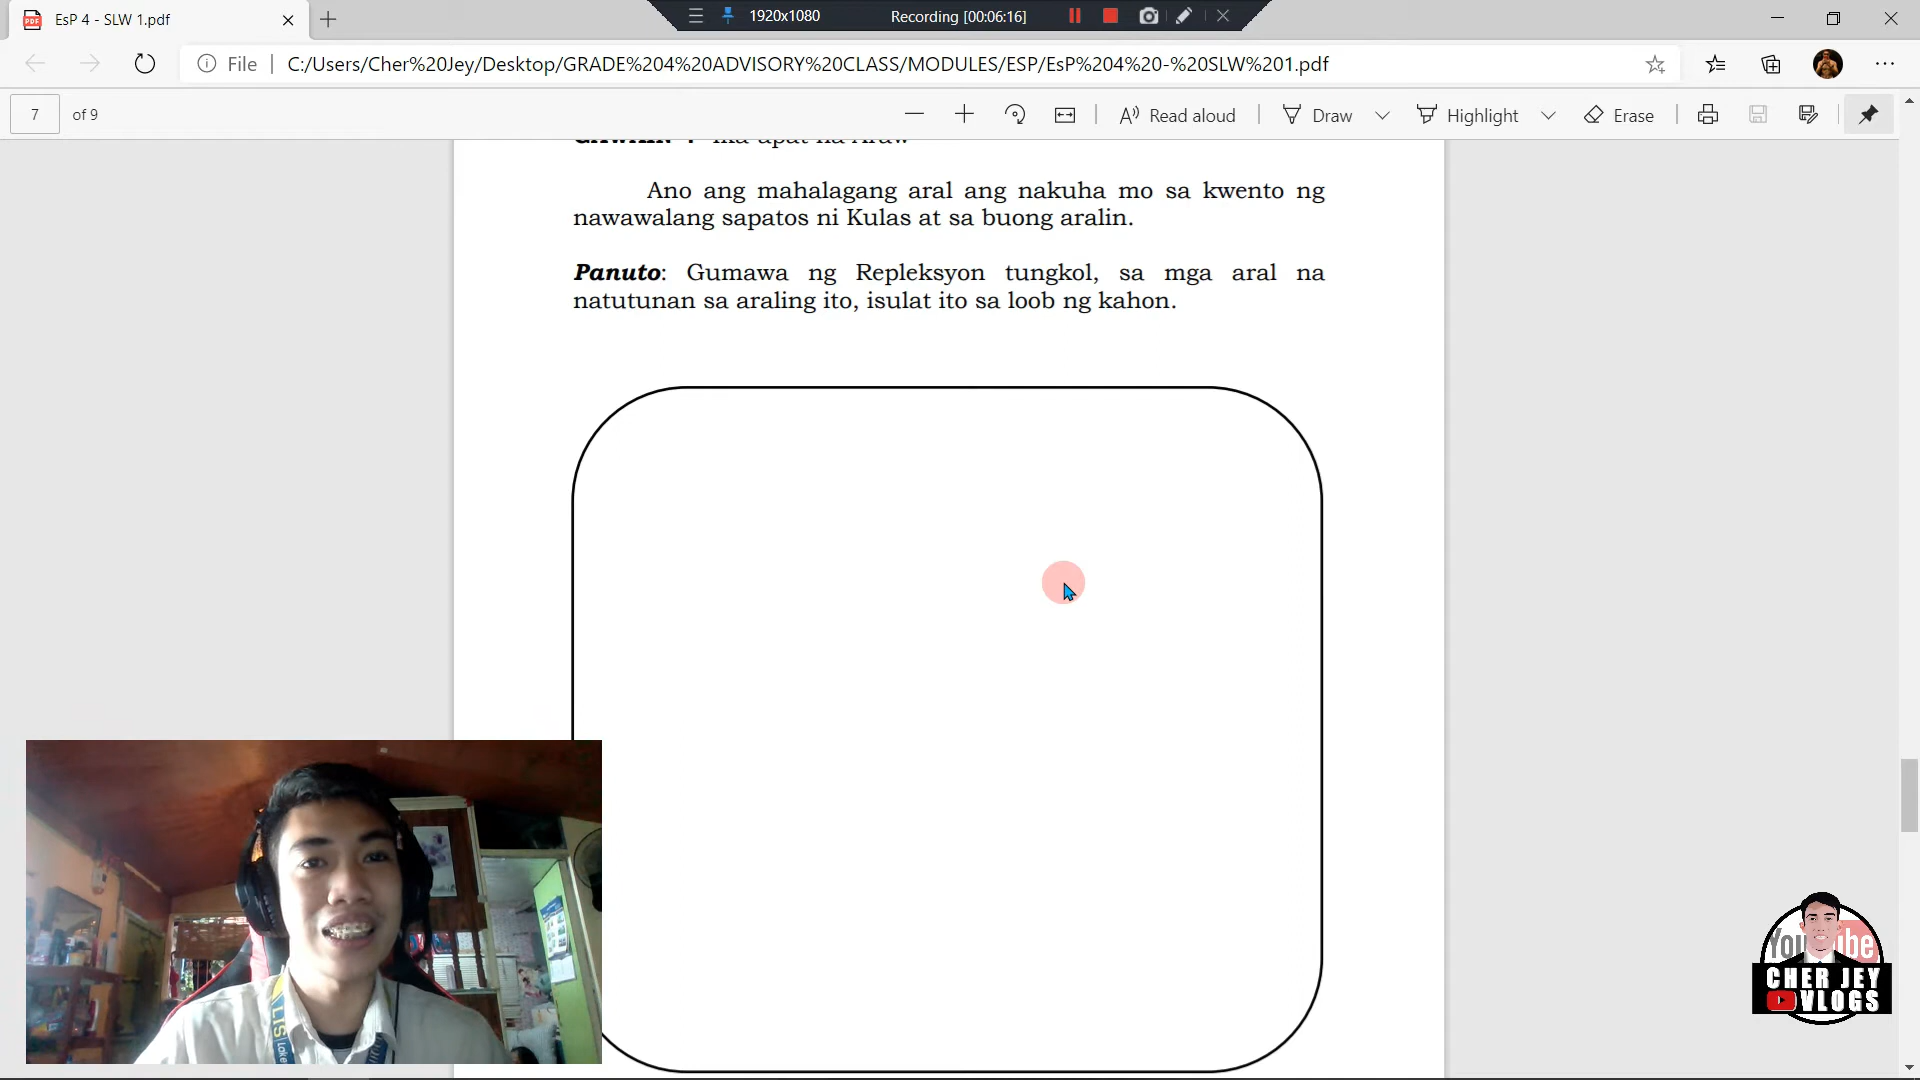 EsP 4 - SLW 1.pdf
1920x1080
Recording [00:06:16]
File
C:/Users/Cher%20Jey/Desktop/GRADE%204%20ADVISORY%20CLASS/MODULES/ESP/EsP%204%20-%20SLW%201.pdf
7 of 9
Read aloud
Draw
Highlight
Erase
Ano ang mahalagang aral ang nakuha mo sa kwento ng
nawawalang sapatos ni Kulas at sa buong aralin.
Panuto: Gumawa ng Repleksyon tungkol, sa mga aral na
natutunan sa araling ito, isulat ito sa loob ng kahon.
CHER JEY
VLOGS